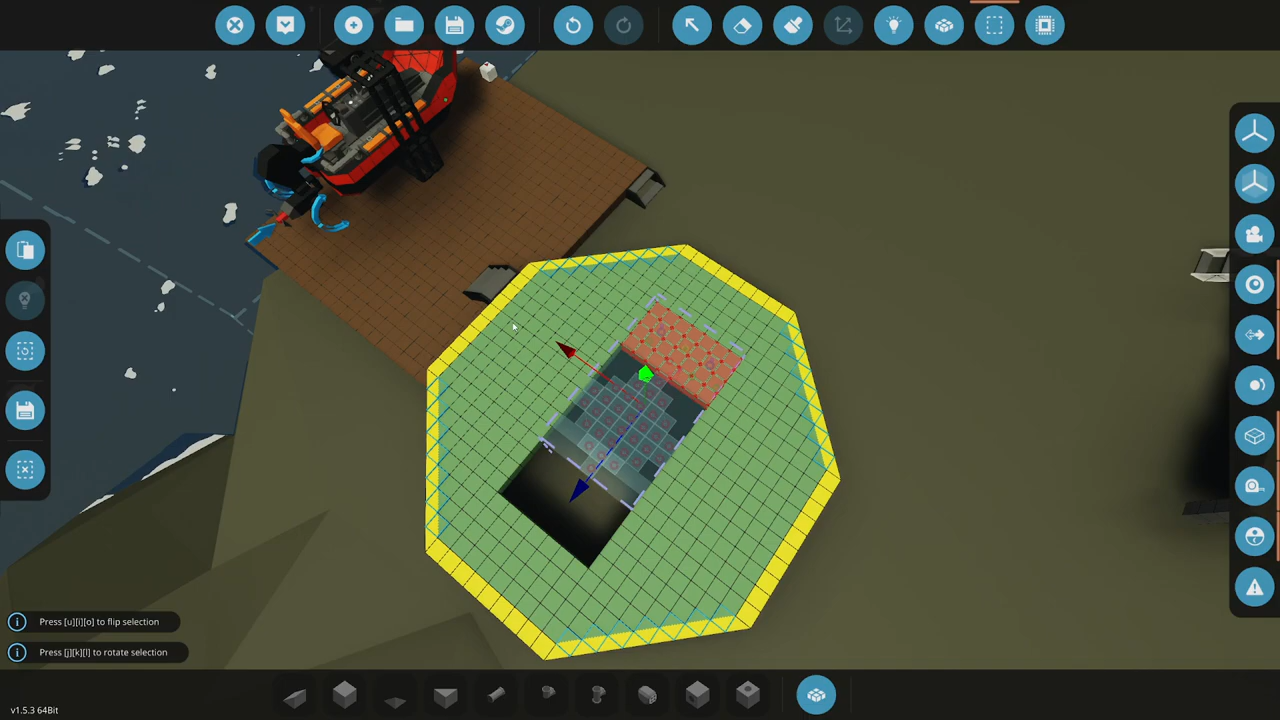 Press [u][i][o] to flip selection
Press [j][k][l] to rotate selection
v1.5.3 64Bit